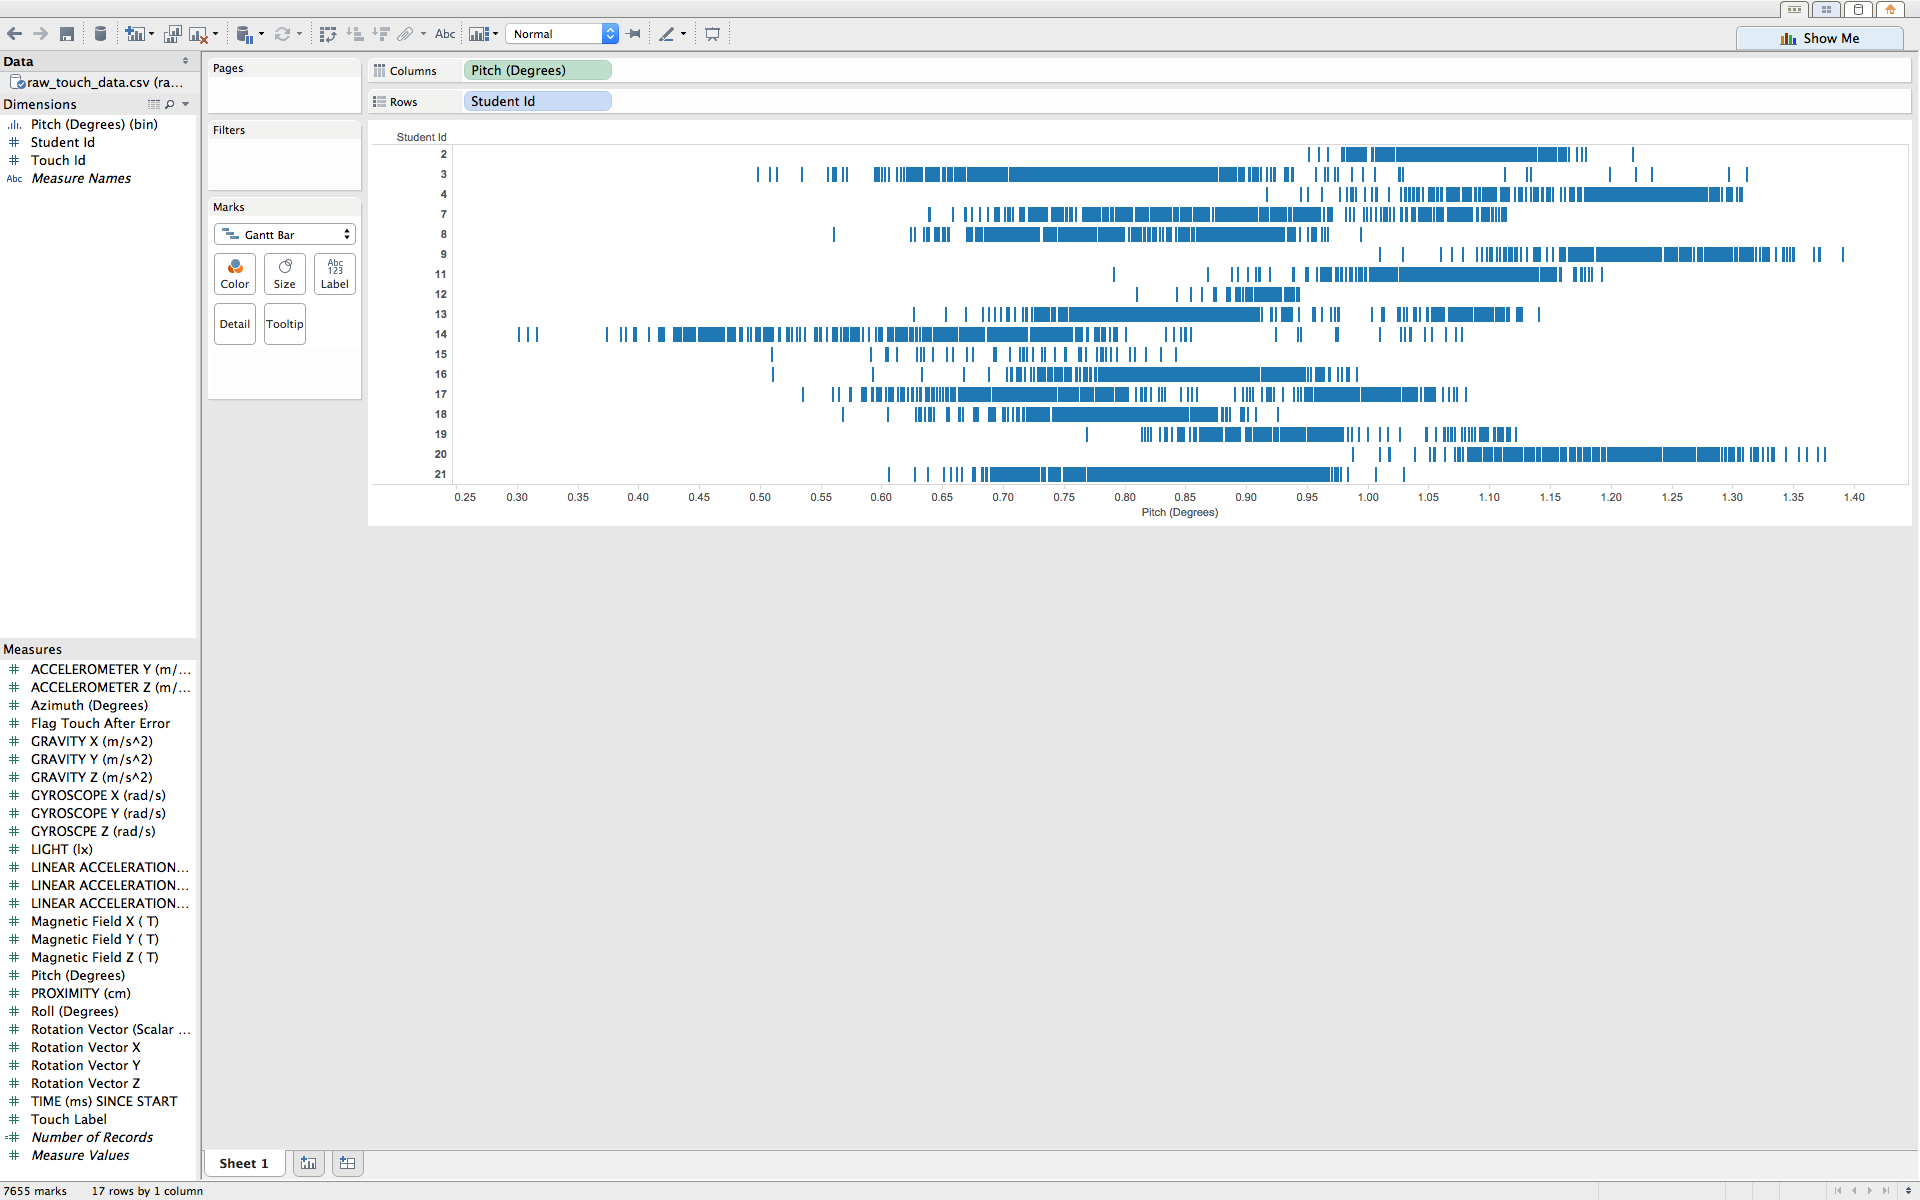 Abc
Normal
Show Me
Data
raw_touch_data.csv (ra...
Dimensions
Pitch (Degrees) (bin)
Student Id
Touch Id
Abc Measure Names
Measures
ACCELEROMETER Y (m/...
ACCELEROMETER Z (m/...
Azimuth (Degrees)
Flag Touch After Error
GRAVITY X (m/s^2)
GRAVITY Y (m/s^2)
GRAVITY Z (m/s^2)
GYROSCOPE X (rad/s)
GYROSCOPE Y (rad/s)
GYROSCPE Z (rad/s)
LIGHT (lx)
LINEAR ACCELERATION...
LINEAR ACCELERATION...
LINEAR ACCELERATION...
Magnetic Field X ( T)
Magnetic Field Y ( T)
Magnetic Field Z ( T)
Pitch (Degrees)
PROXIMITY (cm)
Roll (Degrees)
Rotation Vector (Scalar ...
Rotation Vector X
Rotation Vector Y
Rotation Vector Z
TIME (ms) SINCE START
Touch Label
Number of Records
Measure Values
Pages
Filters
Marks
Gantt Bar
Color
Size
Abc
123
Label
Detail
Tooltip
Columns Pitch (Degrees)
Rows Student Id
Student Id
2
3
4
7
8
9
11
12
13
14
15
16
17
18
19
20
21
0.25 0.30 0.35 0.40 0.45 0.50 0.55 0.60 0.65 0.70 0.75 0.80 0.85 0.90 0.95 1.00 1.05 1.10 1.15 1.20 1.25 1.30 1.35 1.40
Pitch (Degrees)
Sheet 1
7655 marks 17 rows by 1 column